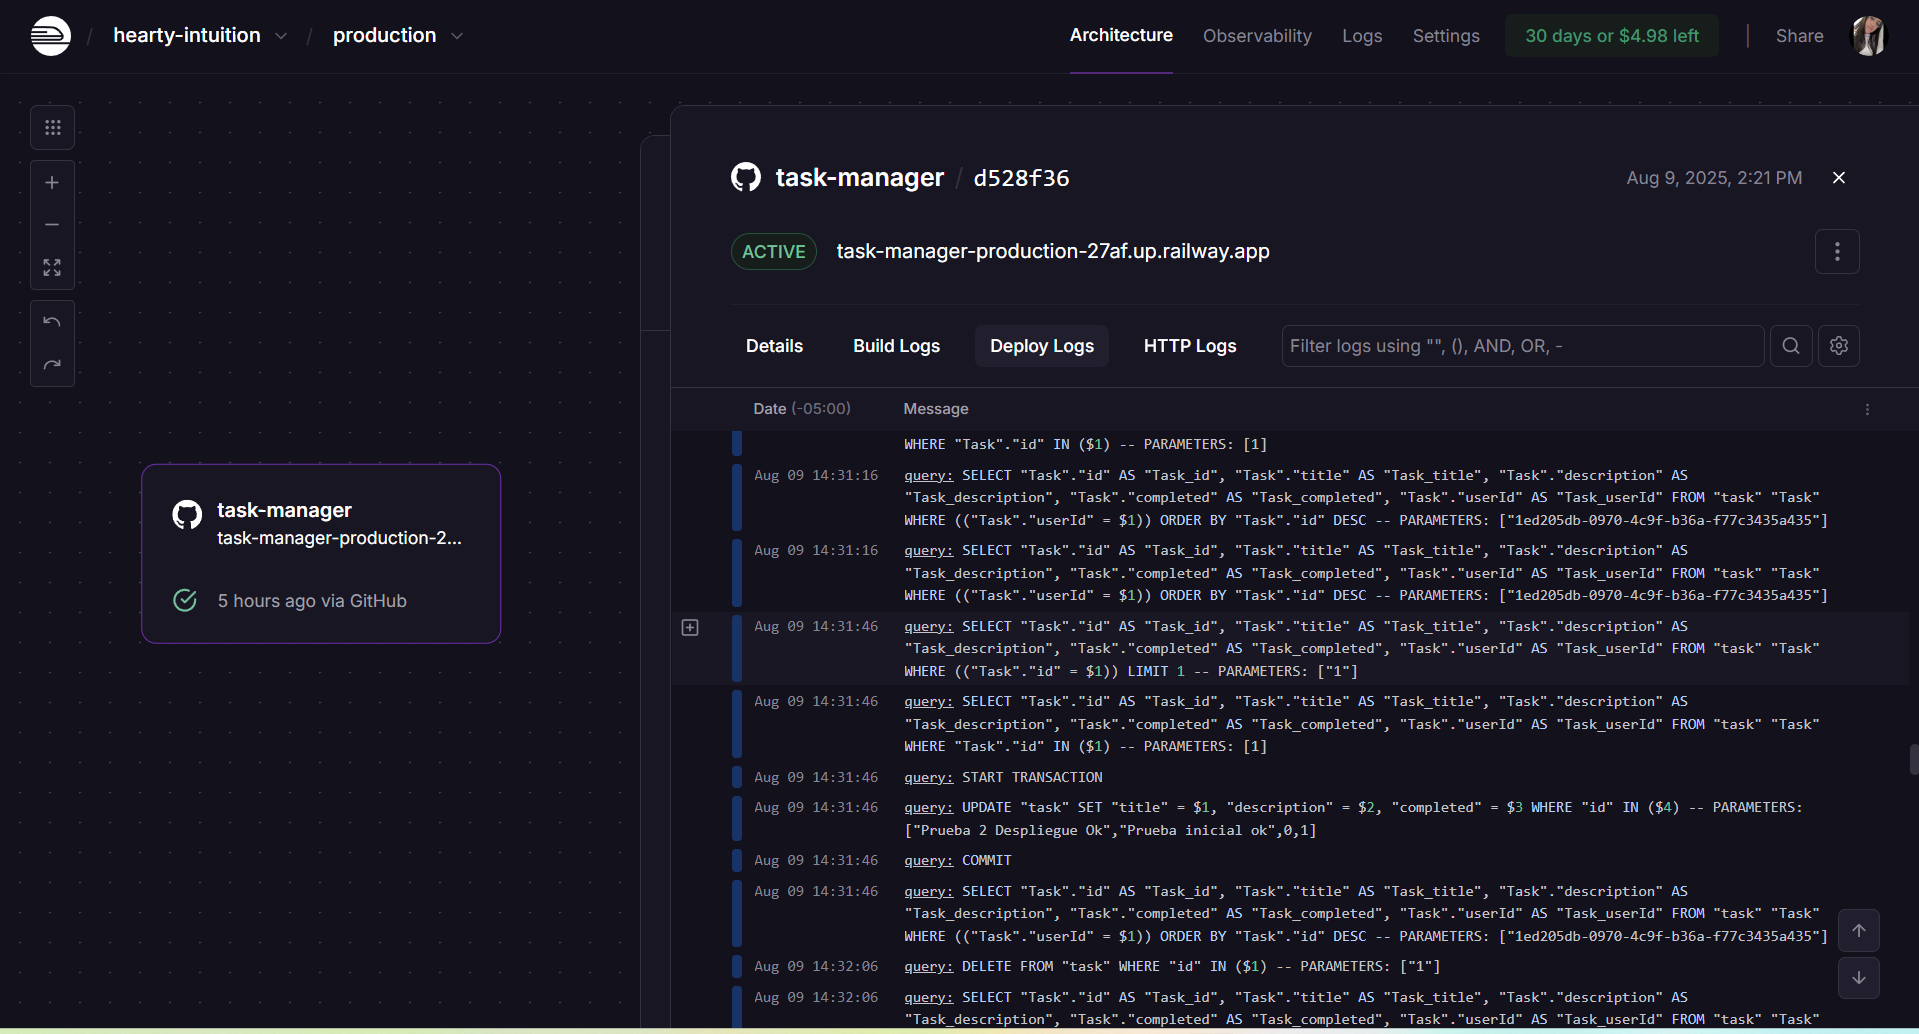 / hearty-intuition / production
Architecture Observability Logs Settings 30 days or $4.98 left Share
task-manager / d528f36 Aug 9, 2025, 2:21 PM
ACTIVE task-manager-production-27af.up.railway.app
Details Build Logs Deploy Logs HTTP Logs Filter logs using "", (), AND, OR, -
Date (-05:00) Message
WHERE "Task"."id" IN ($1) -- PARAMETERS: [1]
Aug 09 14:31:16 query: SELECT "Task"."id" AS "Task_id", "Task"."title" AS "Task_title", "Task"."description" AS
"Task_description", "Task"."completed" AS "Task_completed", "Task"."userId" AS "Task_userId" FROM "task" "Task"
WHERE (("Task"."userId" = $1)) ORDER BY "Task"."id" DESC -- PARAMETERS: ["1ed205db-0970-4c9f-b36a-f77c3435a435"]
Aug 09 14:31:16 query: SELECT "Task"."id" AS "Task_id", "Task"."title" AS "Task_title", "Task"."description" AS
"Task_description", "Task"."completed" AS "Task_completed", "Task"."userId" AS "Task_userId" FROM "task" "Task"
WHERE (("Task"."userId" = $1)) ORDER BY "Task"."id" DESC -- PARAMETERS: ["1ed205db-0970-4c9f-b36a-f77c3435a435"]
Aug 09 14:31:46 query: SELECT "Task"."id" AS "Task_id", "Task"."title" AS "Task_title", "Task"."description" AS
"Task_description", "Task"."completed" AS "Task_completed", "Task"."userId" AS "Task_userId" FROM "task" "Task"
WHERE (("Task"."id" = $1)) LIMIT 1 -- PARAMETERS: ["1"]
Aug 09 14:31:46 query: SELECT "Task"."id" AS "Task_id", "Task"."title" AS "Task_title", "Task"."description" AS
"Task_description", "Task"."completed" AS "Task_completed", "Task"."userId" AS "Task_userId" FROM "task" "Task"
WHERE "Task"."id" IN ($1) -- PARAMETERS: [1]
Aug 09 14:31:46 query: START TRANSACTION
Aug 09 14:31:46 query: UPDATE "task" SET "title" = $1, "description" = $2, "completed" = $3 WHERE "id" IN ($4) -- PARAMETERS:
["Prueba 2 Despliegue Ok","Prueba inicial ok",0,1]
Aug 09 14:31:46 query: COMMIT
Aug 09 14:31:46 query: SELECT "Task"."id" AS "Task_id", "Task"."title" AS "Task_title", "Task"."description" AS
"Task_description", "Task"."completed" AS "Task_completed", "Task"."userId" AS "Task_userId" FROM "task" "Task"
WHERE (("Task"."userId" = $1)) ORDER BY "Task"."id" DESC -- PARAMETERS: ["1ed205db-0970-4c9f-b36a-f77c3435a435"]
Aug 09 14:32:06 query: DELETE FROM "task" WHERE "id" IN ($1) -- PARAMETERS: ["1"]
Aug 09 14:32:06 query: SELECT "Task"."id" AS "Task_id", "Task"."title" AS "Task_title", "Task"."description" AS
"Task_description", "Task"."completed" AS "Task_completed", "Task"."userId" AS "Task_userId" FROM "task" "Task"
task-manager
task-manager-production-2...
5 hours ago via GitHub